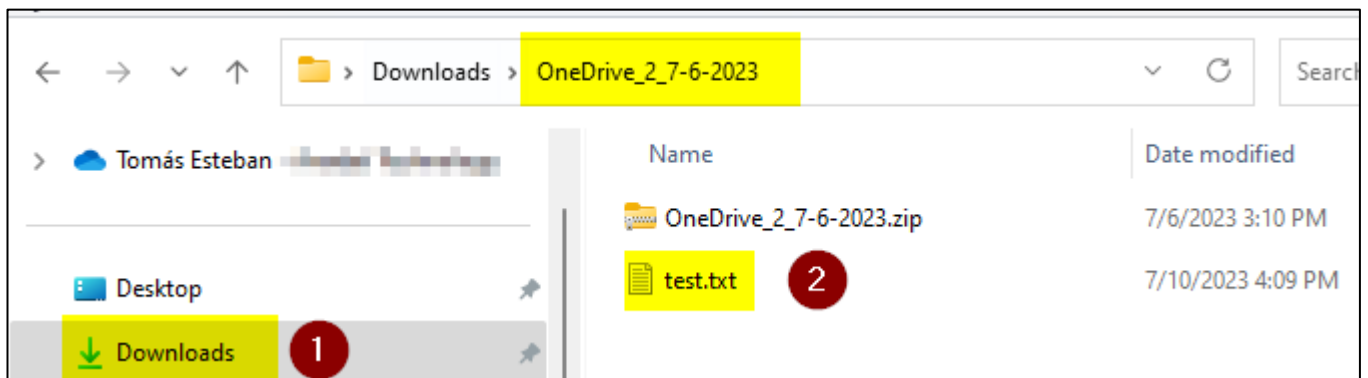 > Downloads > OneDrive_2_7-6-2023
Search
> Tomás Esteban
Name
Date modified
OneDrive_2_7-6-2023.zip
7/6/2023 3:10 PM
Desktop
test.txt
2
7/10/2023 4:09 PM
Downloads
1